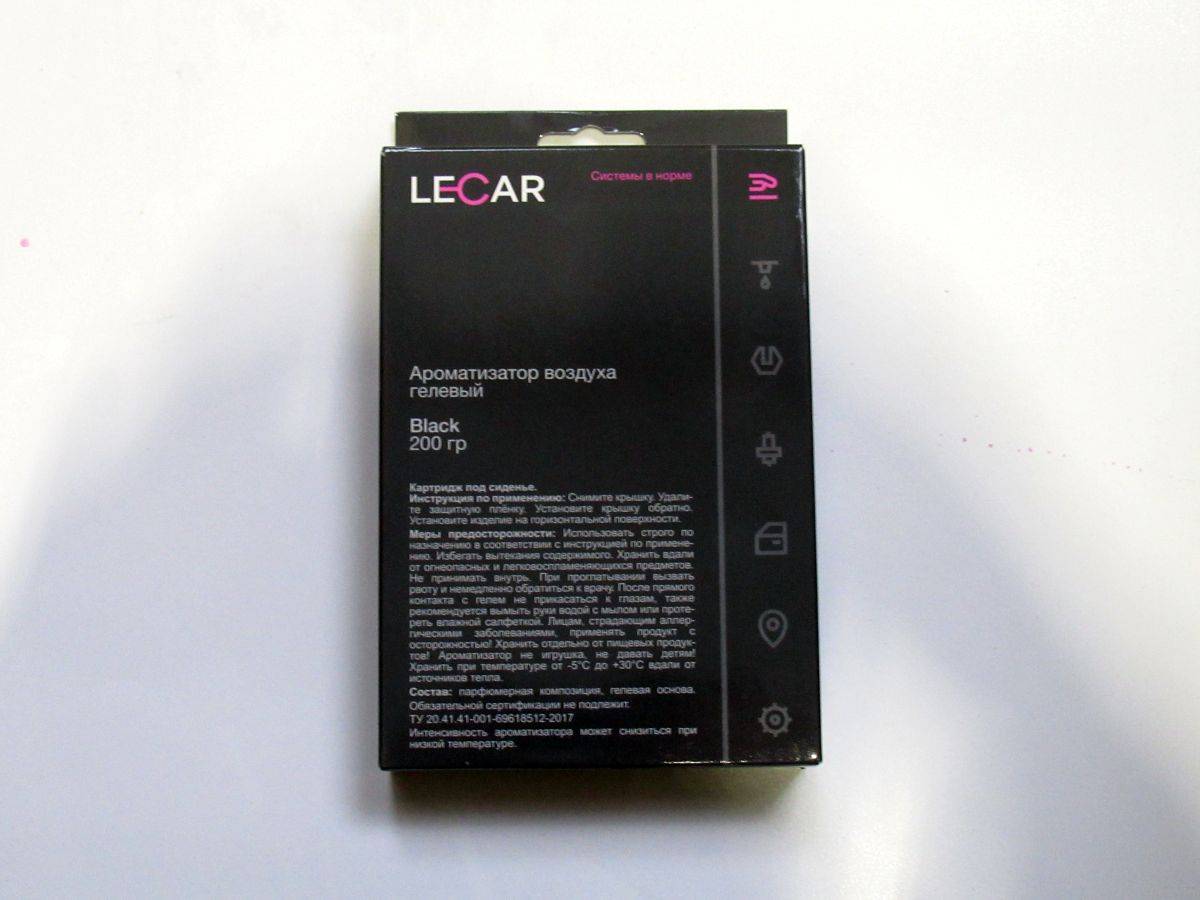 LECAR
Системы в норме
Ароматизатор воздуха
гелевый
Black
200 гр
Картридж под сиденье.
Инструкция по применению: Снимите крышку. Удали-
те защитную плёнку. Установите крышку обратно.
Установите изделие на горизонтальной поверхности.
Меры предосторожности: Использовать строго по
назначению в соответствии с инструкцией по примене-
нию. Избегать вытекания содержимого. Хранить вдали
от огнеопасных и легковоспламеняющихся предметов.
Не принимать внутрь. При проглатывании вызвать
рвоту и немедленно обратиться к врачу. После прямого
контакта с гелем не прикасаться к глазам, также
рекомендуется вымыть руки водой с мылом или проте-
реть влажной салфеткой. Лицам, страдающим аллер-
гическими заболеваниями, применять продукт с
осторожностью! Хранить отдельно от пищевых продук-
тов! Ароматизатор не игрушка, не давать детям!
Хранить при температуре от -5°C до +30°C вдали от
источников тепла.
Состав: парфюмерная композиция, гелевая основа.
Обязательной сертификации не подлежит.
ТУ 20.41.41-001-69618512-2017
Интенсивность ароматизатора может снизиться при
низкой температуре.